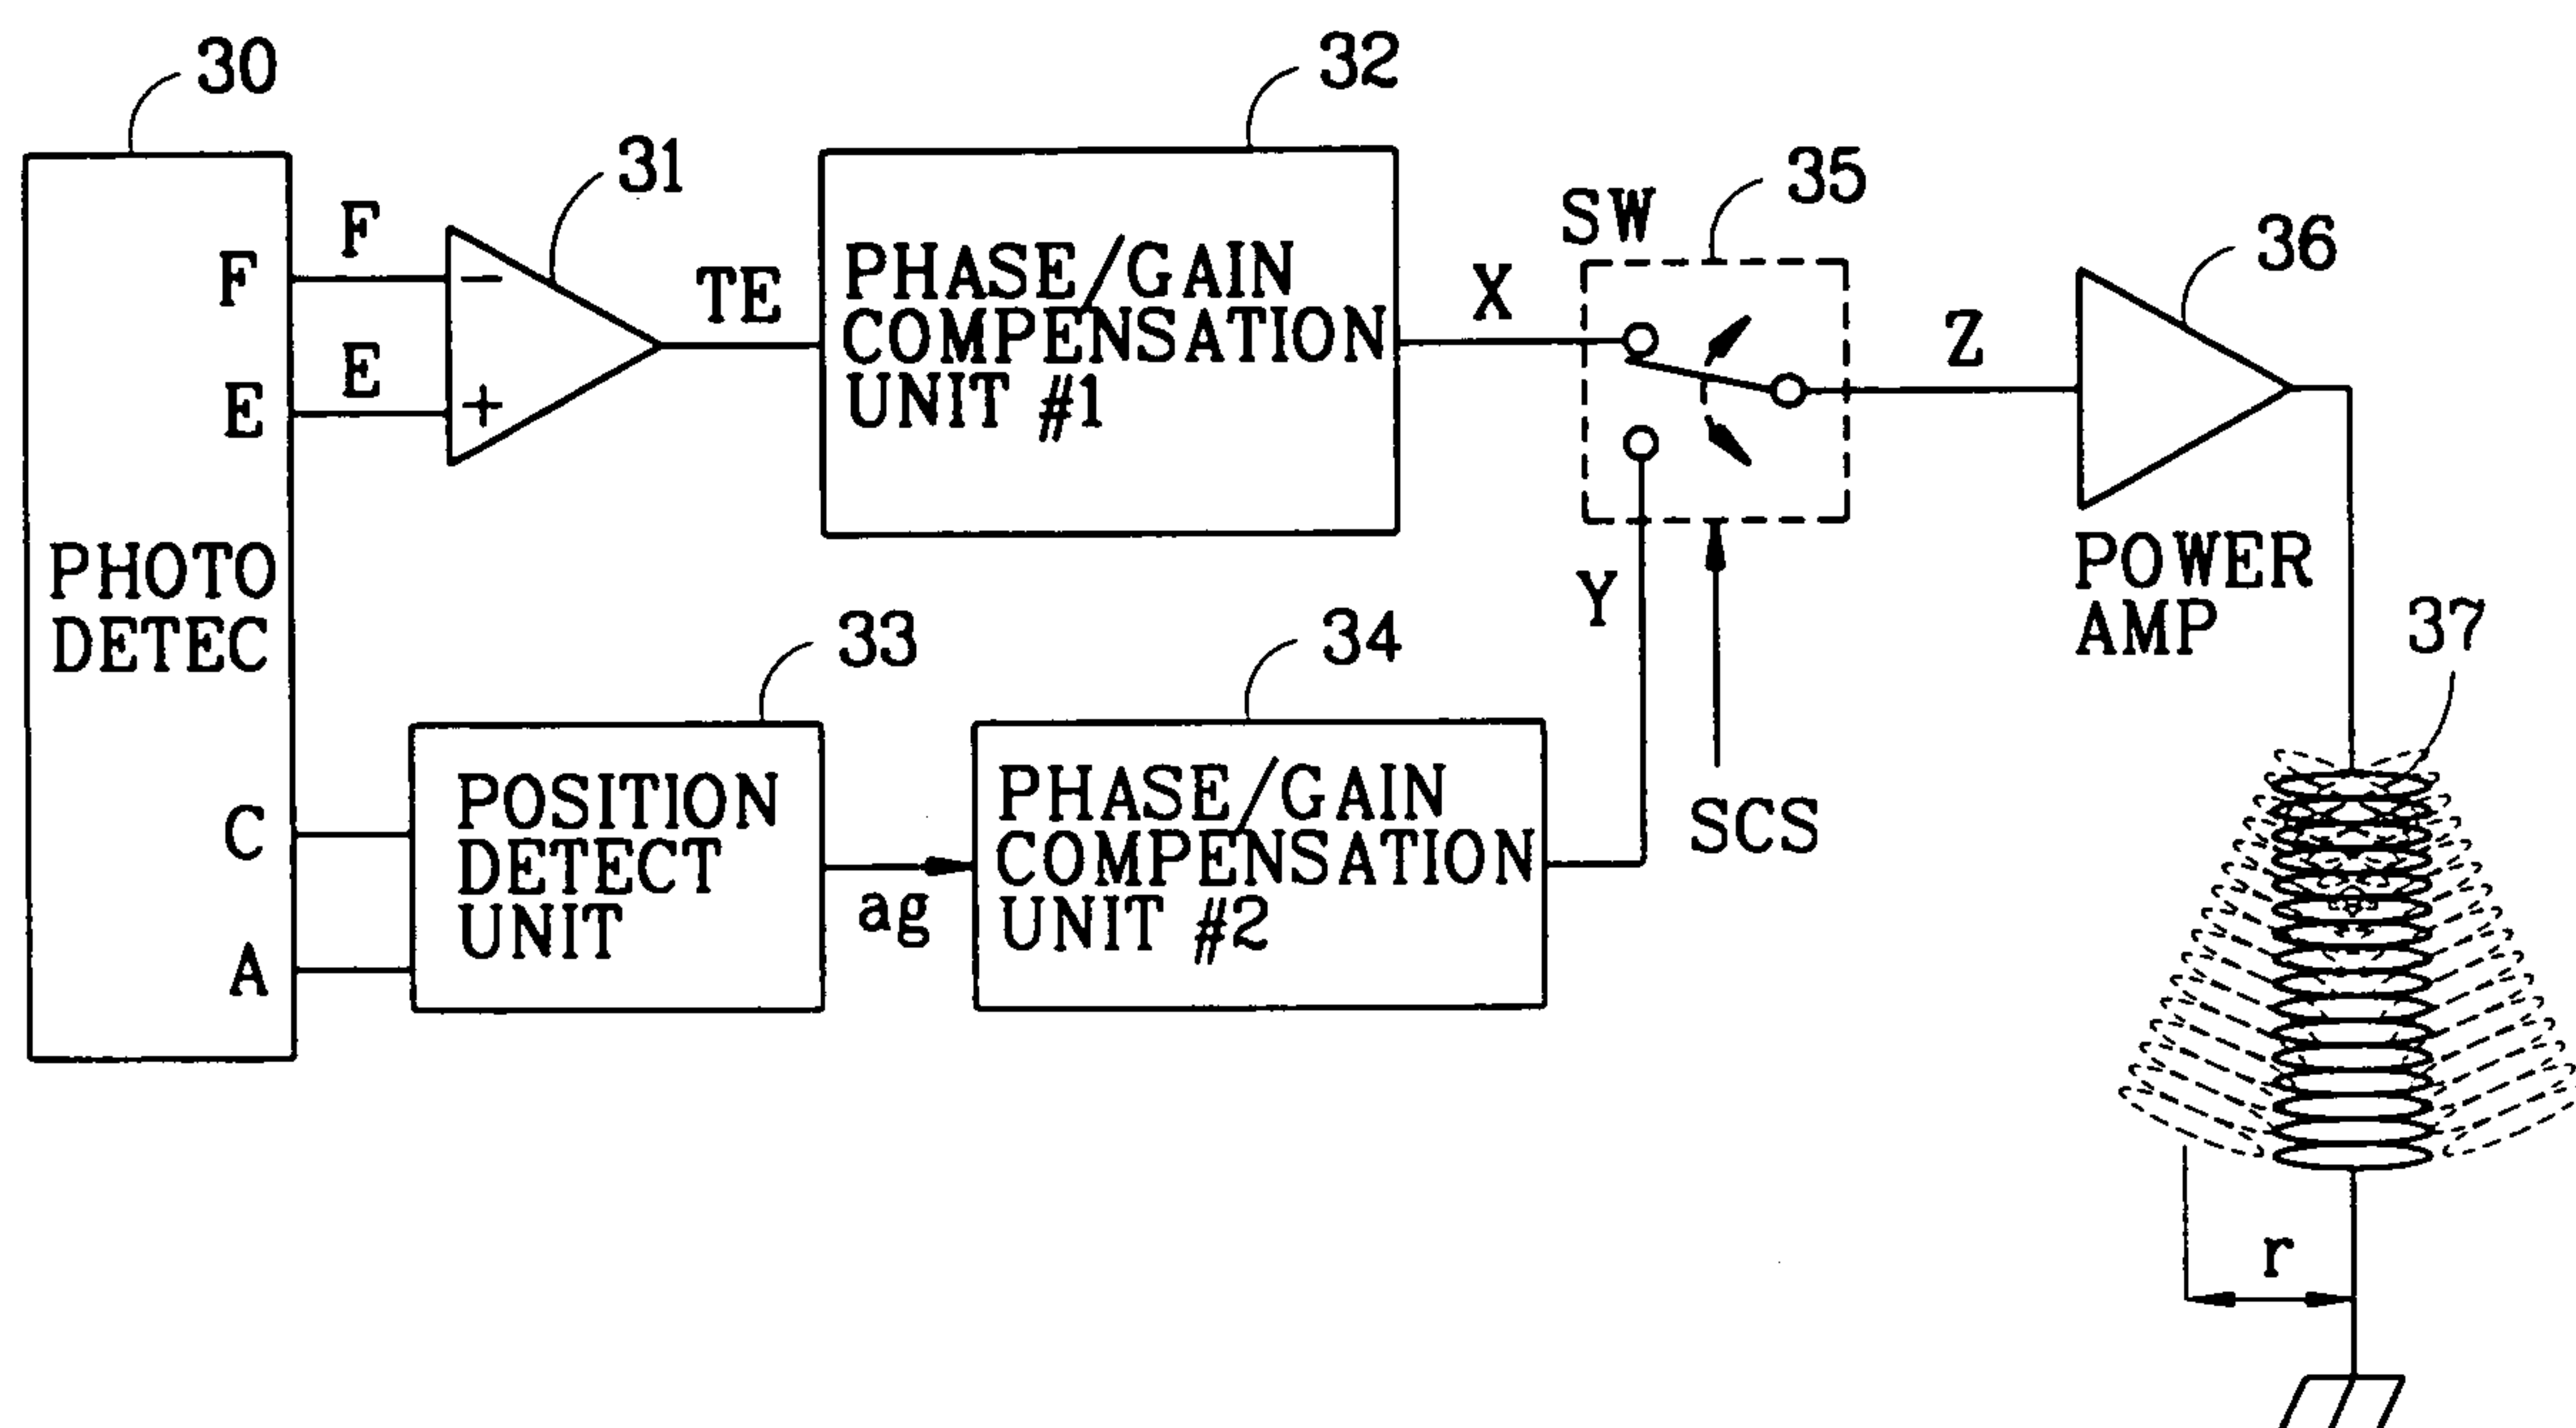 30
F
E
PHOTO
DETEC
C
A
F
E
31
−
+
TE
32
PHASE/GAIN
COMPENSATION
UNIT #1
X
SW
35
Z
36
POWER
AMP
33
POSITION
DETECT
UNIT
ag
34
PHASE/GAIN
COMPENSATION
UNIT #2
Y
SCS
37
r